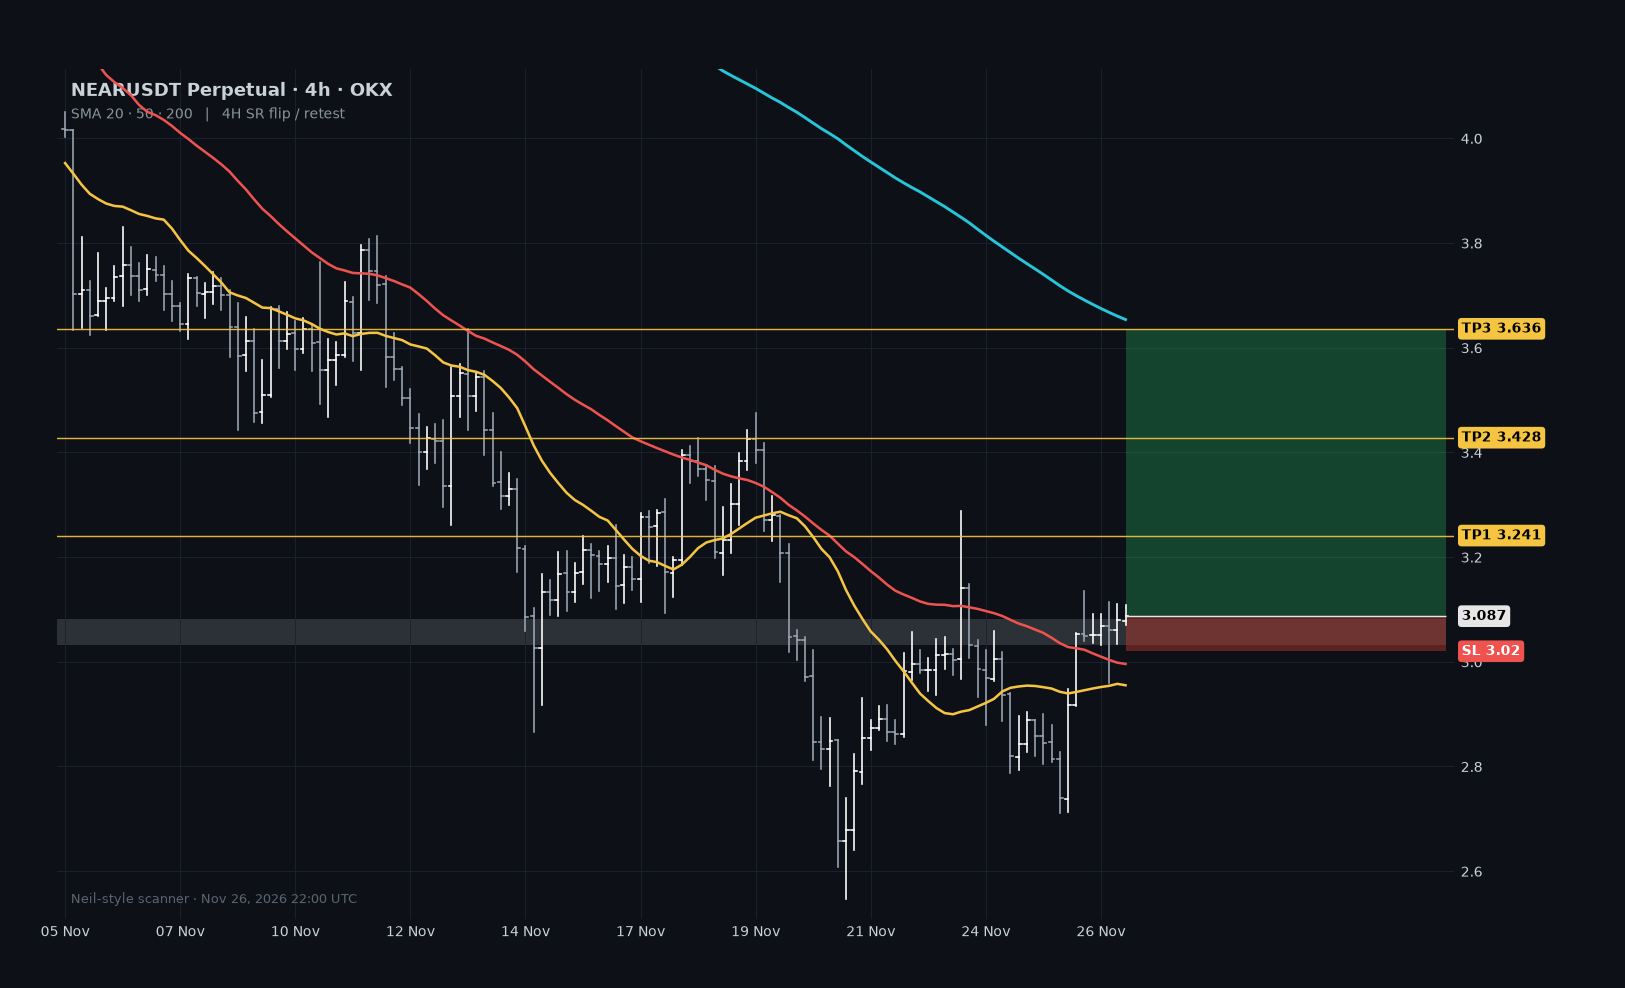 NEARUSDT Perpetual · 4h · OKX
SMA 20 · 50 · 200 | 4H SR flip / retest
4.0
3.8
TP3 3.636
3.6
TP2 3.428
3.4
TP1 3.241
3.2
3.087
SL 3.02
3.0
2.8
2.6
Neil-style scanner · Nov 26, 2026 22:00 UTC
05 Nov 07 Nov 10 Nov 12 Nov 14 Nov 17 Nov 19 Nov 21 Nov 24 Nov 26 Nov